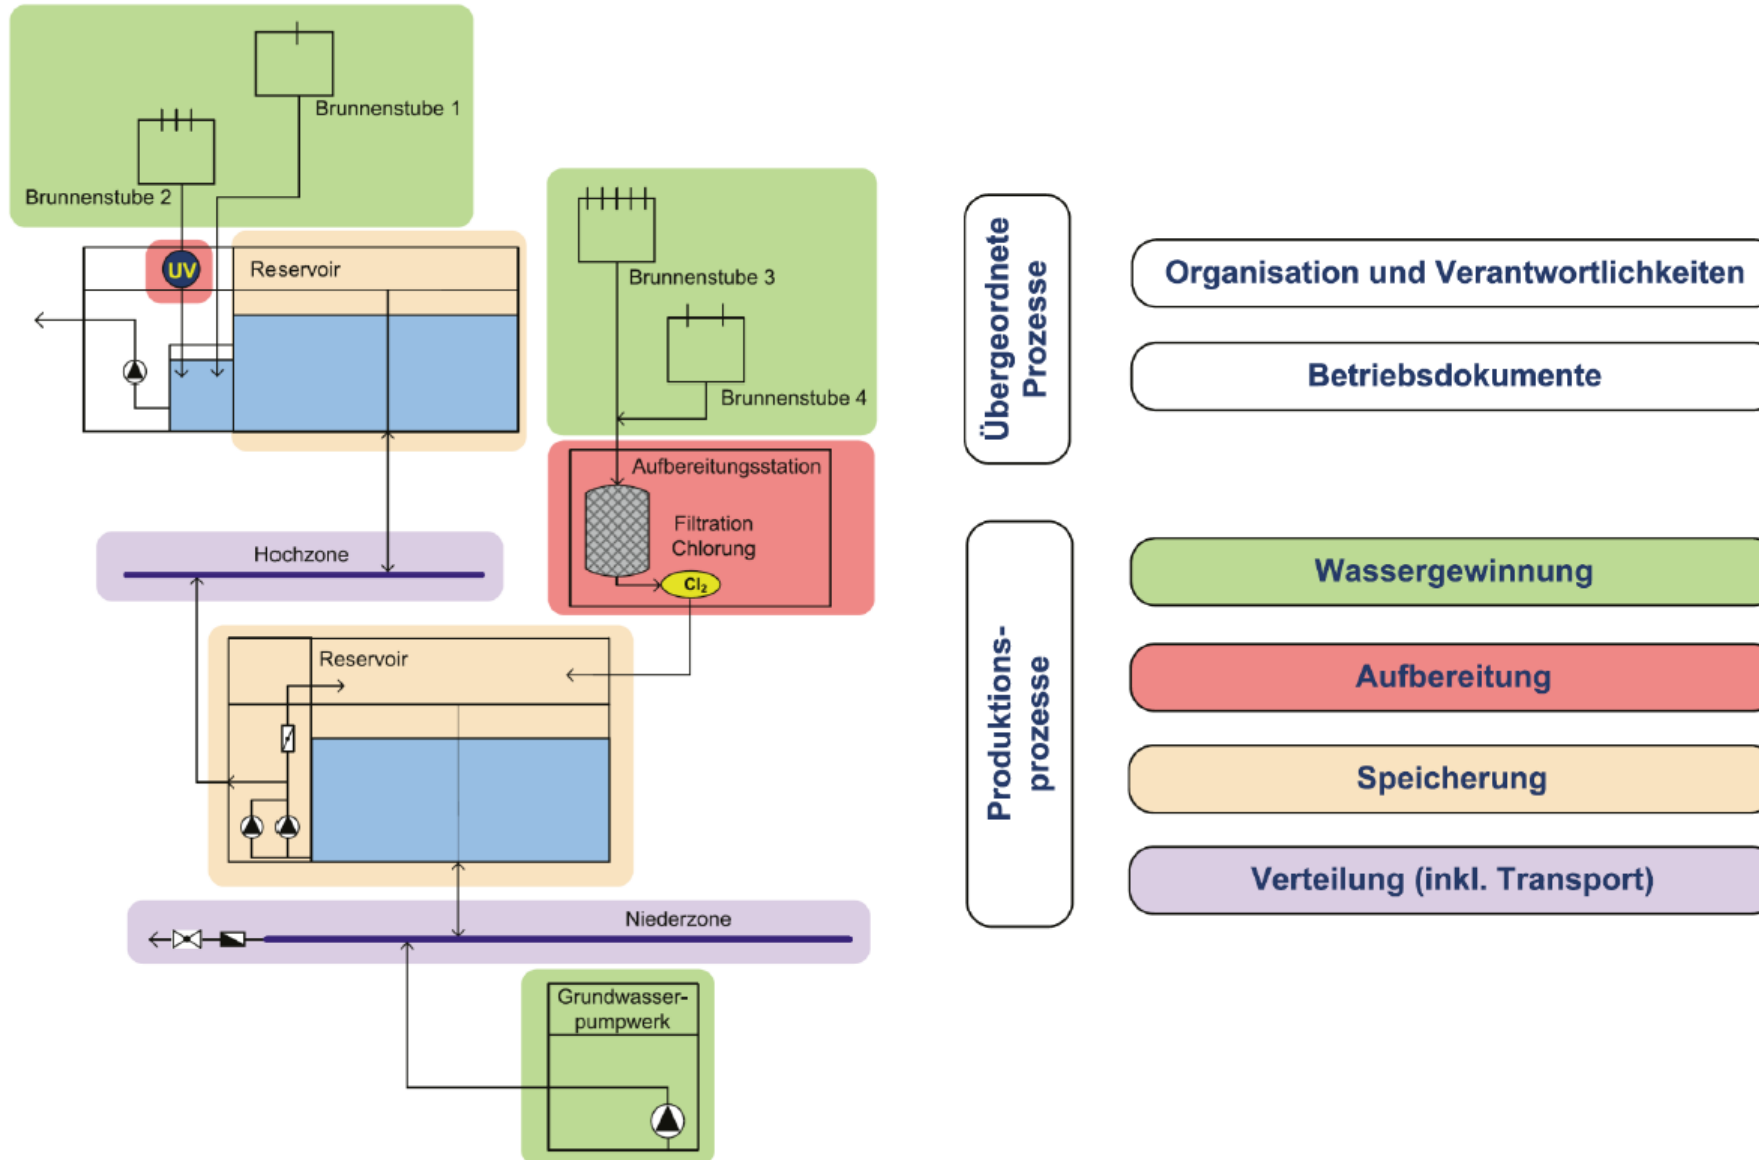 Brunnenstube 1
Brunnenstube 2
UV
Reservoir
Brunnenstube 3
Brunnenstube 4
Aufbereitungsstation
Filtration
Chlorung
Cl₂
Hochzone
Reservoir
Niederzone
Grundwasser-
pumpwerk
Übergeordnete
Prozesse
Organisation und Verantwortlichkeiten
Betriebsdokumente
Produktions-
prozesse
Wassergewinnung
Aufbereitung
Speicherung
Verteilung (inkl. Transport)